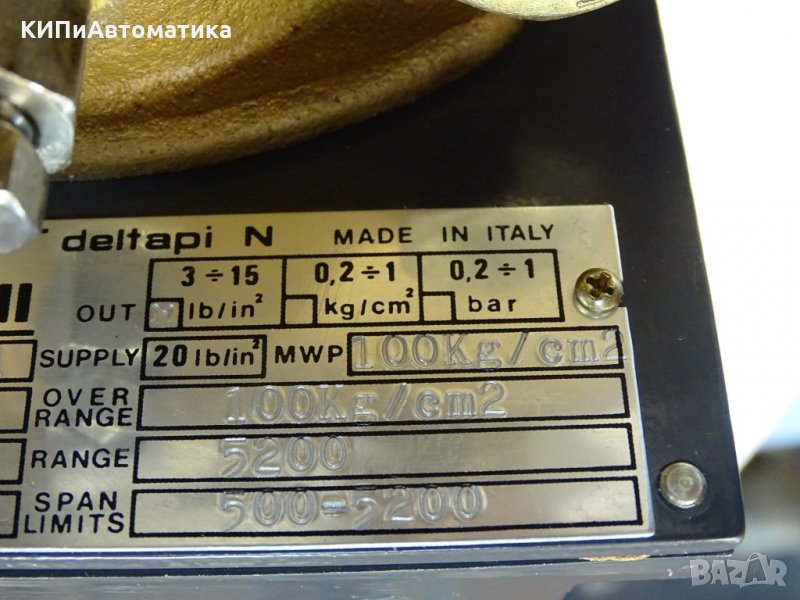 КИПиАвтоматика
deltapi N MADE IN ITALY
OUT 3÷15 lb/in² 0,2÷1 kg/cm² 0,2÷1 bar
SUPPLY 20 lb/in² MWP 100Kg/cm2
OVER RANGE 100Kg/cm2
RANGE 5200
SPAN LIMITS 500-5200
BAZAR